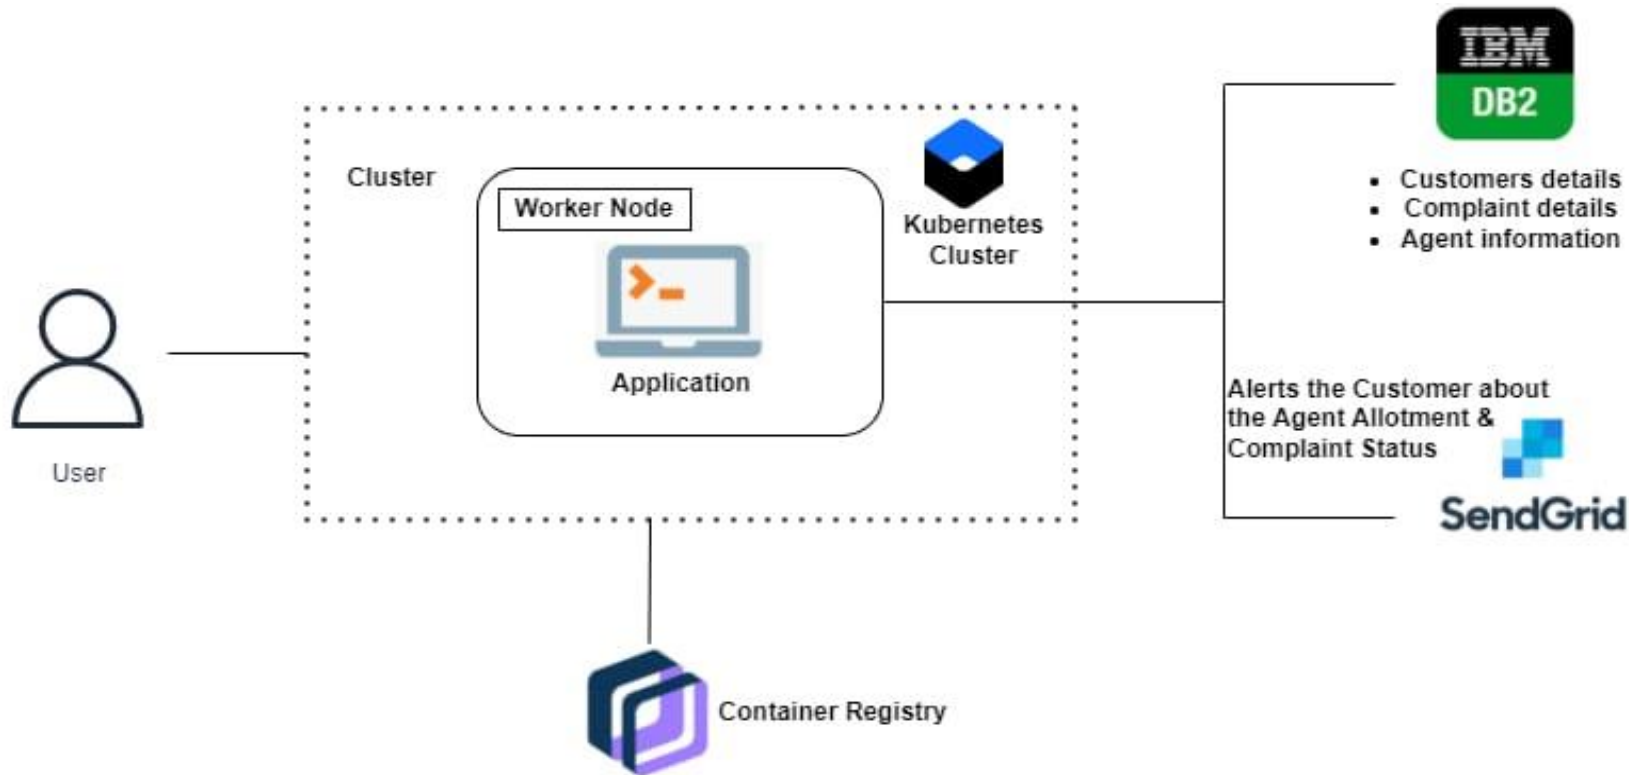 IBM
DB2
Cluster
Worker Node
Application
Kubernetes
Cluster
• Customers details
• Complaint details
• Agent information
User
Alerts the Customer about
the Agent Allotment &
Complaint Status
SendGrid
Container Registry